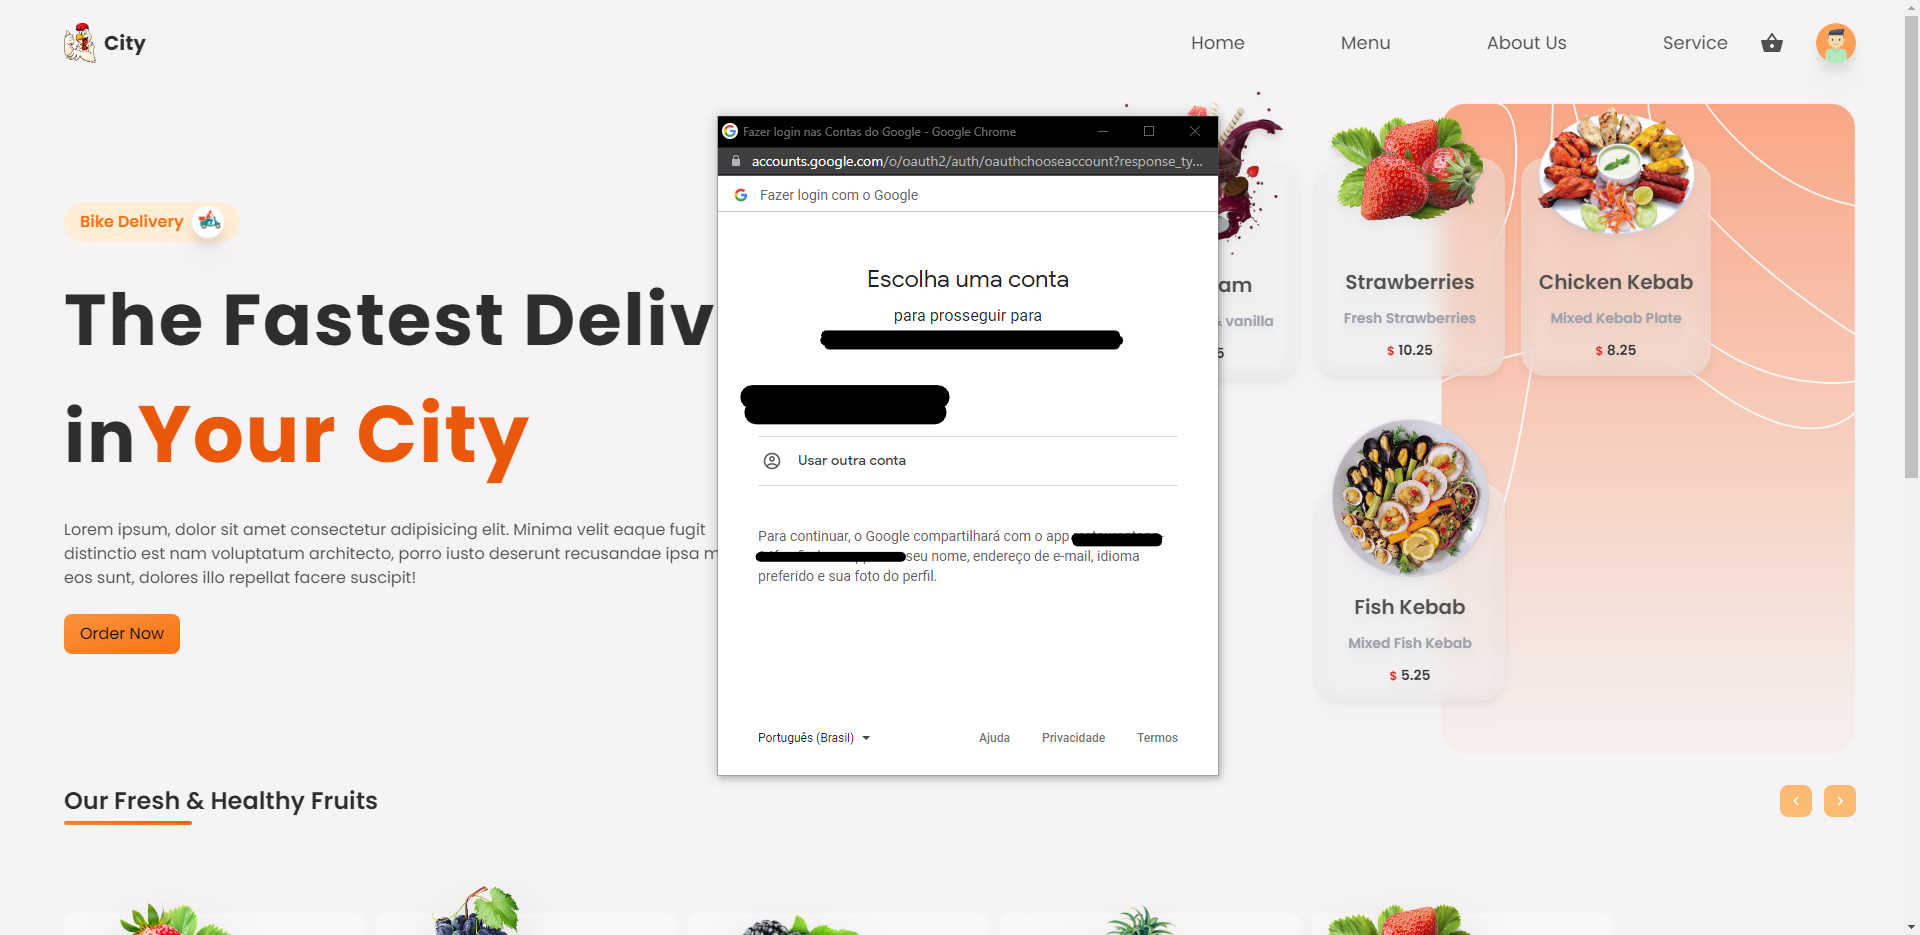 City
Home
Menu
About Us
Service
Bike Delivery
The Fastest Deliv
inYour City
Lorem ipsum, dolor sit amet consectetur adipisicing elit. Minima velit eaque fugit
distinctio est nam voluptatum architecto, porro iusto deserunt recusandae ipsa m
eos sunt, dolores illo repellat facere suscipit!
Order Now
Fazer login nas Contas do Google - Google Chrome
accounts.google.com/o/oauth2/auth/oauthchooseaccount?response_ty...
Fazer login com o Google
Escolha uma conta
para prosseguir para
Usar outra conta
Para continuar, o Google compartilhará com o app
seu nome, endereço de e-mail, idioma
preferido e sua foto do perfil.
Português (Brasil)
Ajuda
Privacidade
Termos
am
& vanilla
5
Strawberries
Fresh Strawberries
$ 10.25
Chicken Kebab
Mixed Kebab Plate
$ 8.25
Fish Kebab
Mixed Fish Kebab
$ 5.25
Our Fresh & Healthy Fruits